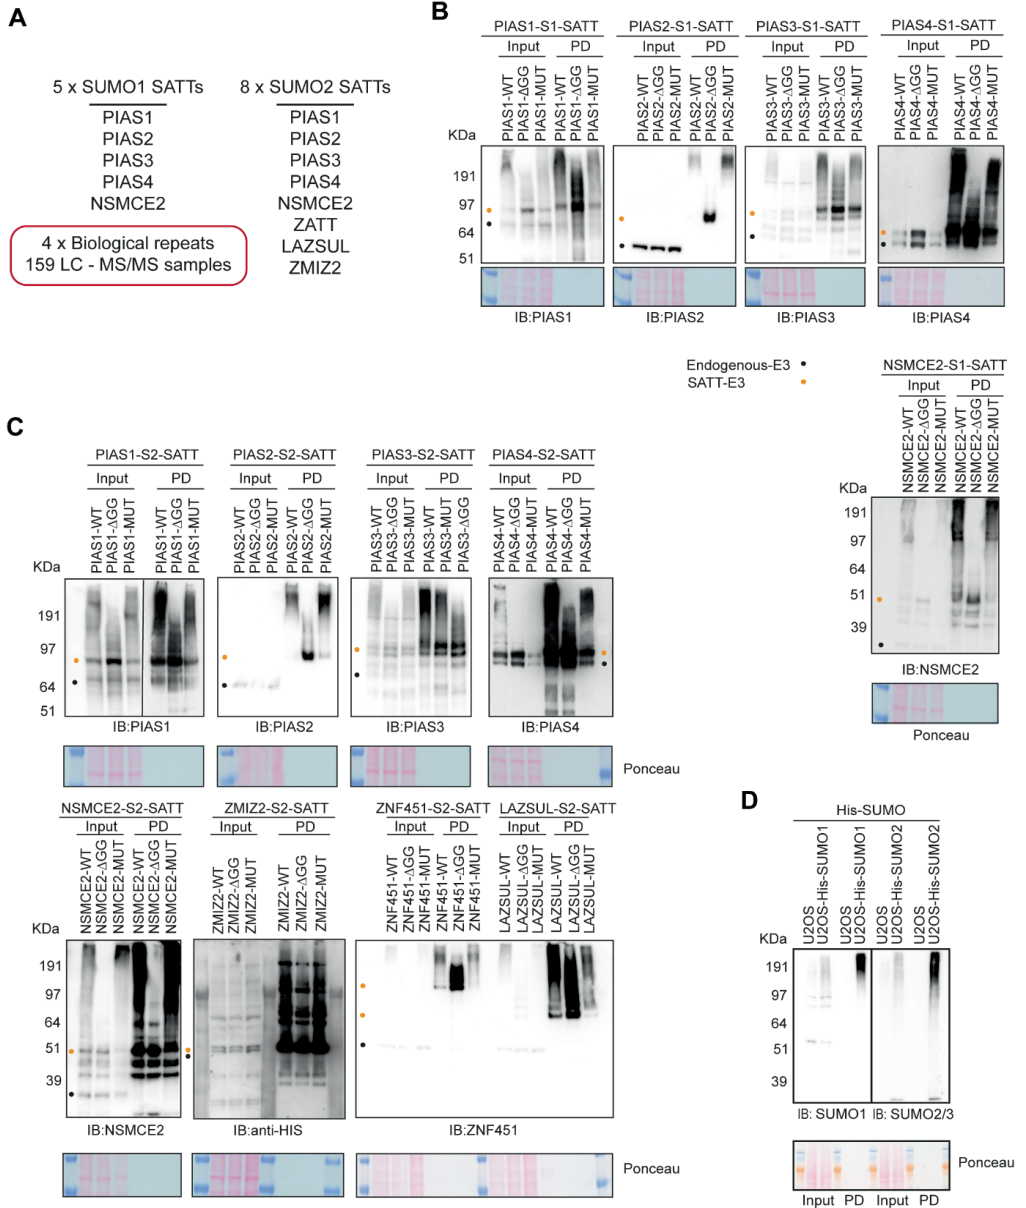 A
5 x SUMO1 SATTs
PIAS1
PIAS2
PIAS3
PIAS4
NSMCE2
8 x SUMO2 SATTs
PIAS1
PIAS2
PIAS3
PIAS4
NSMCE2
ZATT
LAZSUL
ZMIZ2
4 x Biological repeats
159 LC - MS/MS samples
B
PIAS1-S1-SATT
Input PD
PIAS1-WT
PIAS1-ΔGG
PIAS1-MUT
PIAS1-WT
PIAS1-ΔGG
PIAS1-MUT
PIAS2-S1-SATT
Input PD
PIAS2-WT
PIAS2-ΔGG
PIAS2-MUT
PIAS2-WT
PIAS2-ΔGG
PIAS2-MUT
PIAS3-S1-SATT
Input PD
PIAS3-WT
PIAS3-ΔGG
PIAS3-MUT
PIAS3-WT
PIAS3-ΔGG
PIAS3-MUT
PIAS4-S1-SATT
Input PD
PIAS4-WT
PIAS4-ΔGG
PIAS4-MUT
PIAS4-WT
PIAS4-ΔGG
PIAS4-MUT
KDa
191
97
64
51
IB:PIAS1
IB:PIAS2
IB:PIAS3
IB:PIAS4
Endogenous-E3
SATT-E3
NSMCE2-S1-SATT
Input PD
NSMCE2-WT
NSMCE2-ΔGG
NSMCE2-MUT
NSMCE2-WT
NSMCE2-ΔGG
NSMCE2-MUT
KDa
191
97
64
51
39
IB:NSMCE2
Ponceau
C
PIAS1-S2-SATT
Input PD
PIAS1-WT
PIAS1-ΔGG
PIAS1-MUT
PIAS1-WT
PIAS1-ΔGG
PIAS1-MUT
PIAS2-S2-SATT
Input PD
PIAS2-WT
PIAS2-ΔGG
PIAS2-MUT
PIAS2-WT
PIAS2-ΔGG
PIAS2-MUT
PIAS3-S2-SATT
Input PD
PIAS3-WT
PIAS3-ΔGG
PIAS3-MUT
PIAS3-WT
PIAS3-MUT
PIAS3-ΔGG
PIAS4-S2-SATT
Input PD
PIAS4-WT
PIAS4-ΔGG
PIAS4-MUT
PIAS4-WT
PIAS4-ΔGG
PIAS4-MUT
KDa
191
97
64
51
IB:PIAS1
IB:PIAS2
IB:PIAS3
IB:PIAS4
Ponceau
NSMCE2-S2-SATT
Input PD
NSMCE2-WT
NSMCE2-ΔGG
NSMCE2-MUT
NSMCE2-WT
NSMCE2-ΔGG
NSMCE2-MUT
ZMIZ2-S2-SATT
Input PD
ZMIZ2-WT
ZMIZ2-ΔGG
ZMIZ2-MUT
ZMIZ2-WT
ZMIZ2-ΔGG
ZMIZ2-MUT
ZNF451-S2-SATT
Input PD
ZNF451-WT
ZNF451-ΔGG
ZNF451-MUT
ZNF451-WT
ZNF451-ΔGG
ZNF451-MUT
LAZSUL-S2-SATT
Input PD
LAZSUL-WT
LAZSUL-ΔGG
LAZSUL-MUT
LAZSUL-WT
LAZSUL-ΔGG
LAZSUL-MUT
KDa
191
97
64
51
39
IB:NSMCE2
IB:anti-HIS
IB:ZNF451
Ponceau
D
His-SUMO
U2OS
U2OS-His-SUMO1
U2OS
U2OS-His-SUMO1
U2OS
U2OS-His-SUMO2
U2OS
U2OS-His-SUMO2
KDa
191
97
64
39
IB: SUMO1
IB: SUMO2/3
Ponceau
Input PD Input PD